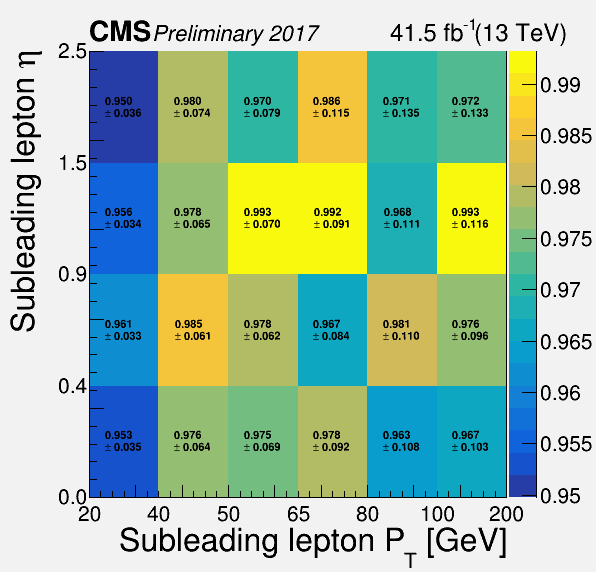 CMS Preliminary 2017 41.5 fb⁻¹(13 TeV)
Subleading lepton η
2.5
1.5
0.9
0.4
0.0
0.950 0.980 0.970 0.986 0.971 0.972
± 0.036 ± 0.074 ± 0.079 ± 0.115 ± 0.135 ± 0.133
0.956 0.978 0.993 0.992 0.968 0.993
± 0.034 ± 0.065 ± 0.070 ± 0.091 ± 0.111 ± 0.116
0.961 0.985 0.978 0.967 0.981 0.976
± 0.033 ± 0.061 ± 0.062 ± 0.084 ± 0.110 ± 0.096
0.953 0.976 0.975 0.978 0.963 0.967
± 0.035 ± 0.064 ± 0.069 ± 0.092 ± 0.108 ± 0.103
0.99
0.985
0.98
0.975
0.97
0.965
0.96
0.955
0.95
20 40 50 65 80 100 200
Subleading lepton P_T [GeV]